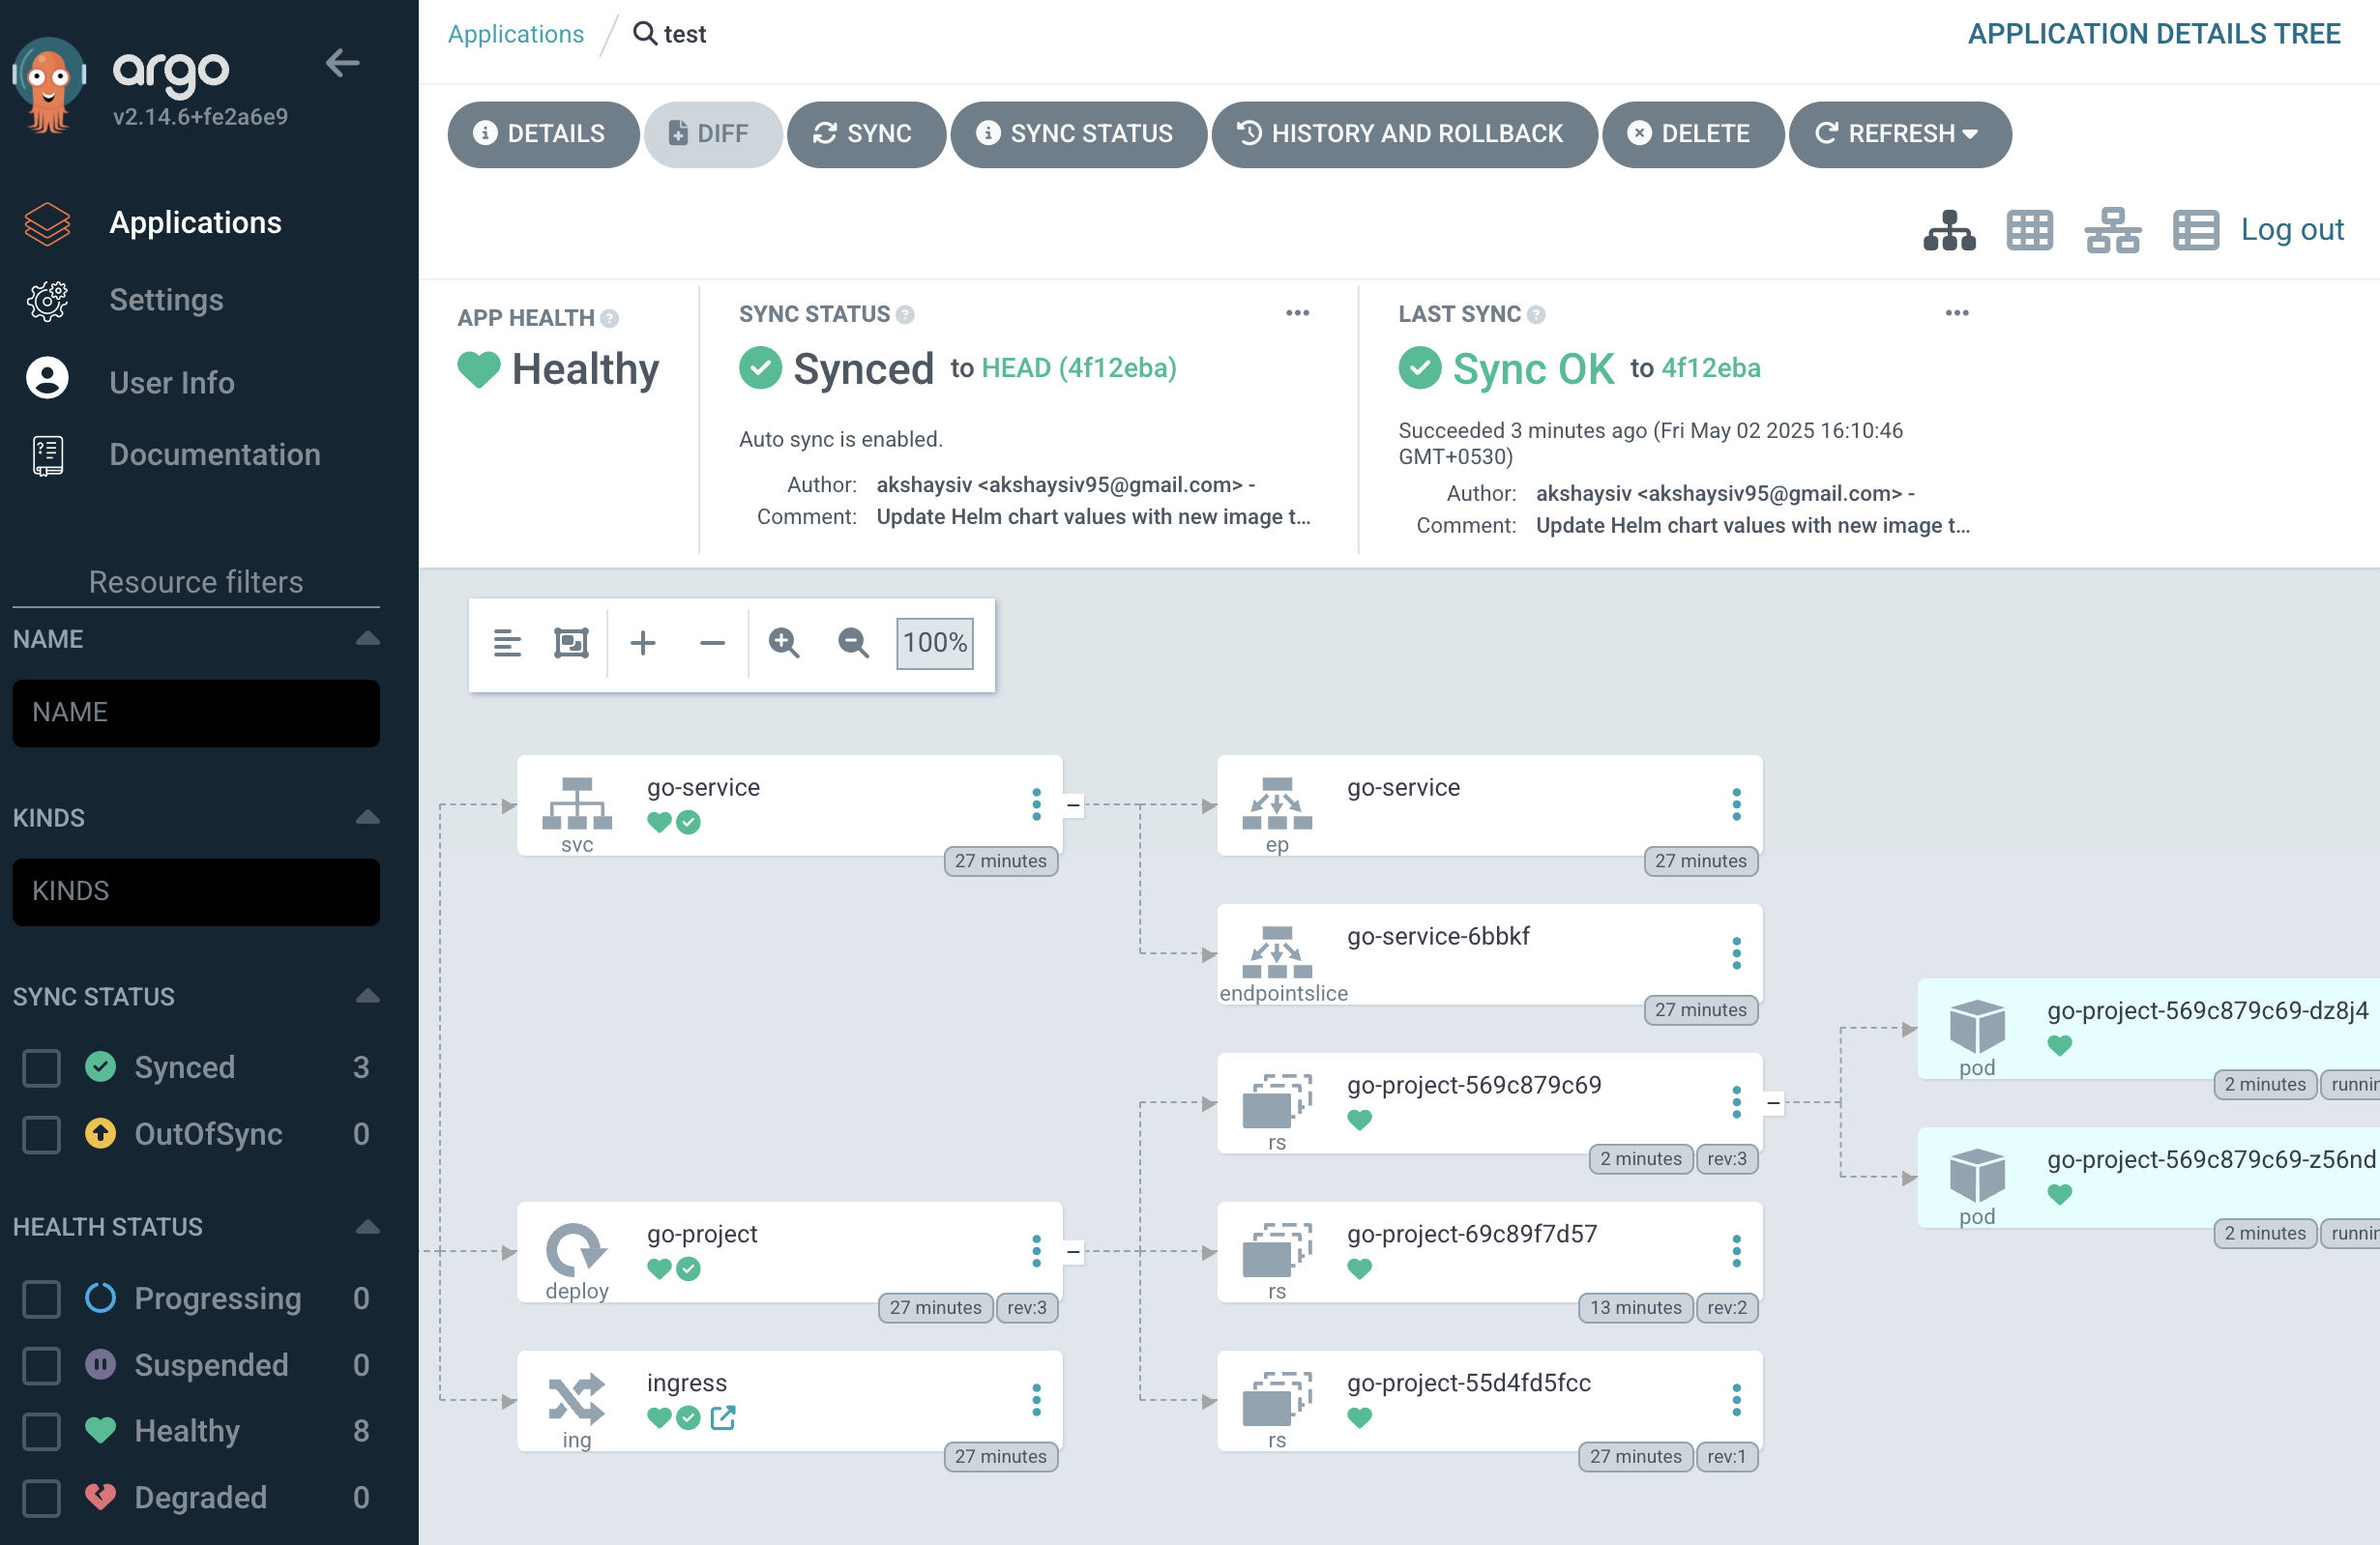 argo
v2.14.6+fe2a6e9
Applications
Settings
User Info
Documentation
Resource filters
NAME
NAME
KINDS
KINDS
SYNC STATUS
Synced 3
OutOfSync 0
HEALTH STATUS
Progressing 0
Suspended 0
Healthy 8
Degraded 0
Applications / test
APPLICATION DETAILS TREE
DETAILS DIFF SYNC SYNC STATUS HISTORY AND ROLLBACK DELETE REFRESH
Log out
APP HEALTH
Healthy
SYNC STATUS
Synced to HEAD (4f12eba)
Auto sync is enabled.
Author: akshaysiv <akshaysiv95@gmail.com> -
Comment: Update Helm chart values with new image t...
LAST SYNC
Sync OK to 4f12eba
Succeeded 3 minutes ago (Fri May 02 2025 16:10:46
GMT+0530)
Author: akshaysiv <akshaysiv95@gmail.com> -
Comment: Update Helm chart values with new image t...
100%
go-service
svc
27 minutes
go-service
ep
27 minutes
go-service-6bbkf
endpointslice
27 minutes
go-project-569c879c69
rs
2 minutes rev:3
go-project-569c879c69-dz8j4
pod
2 minutes runnin
go-project-569c879c69-z56nd
pod
2 minutes runnin
go-project
deploy
27 minutes rev:3
go-project-69c89f7d57
rs
13 minutes rev:2
ingress
ing
27 minutes
go-project-55d4fd5fcc
rs
27 minutes rev:1